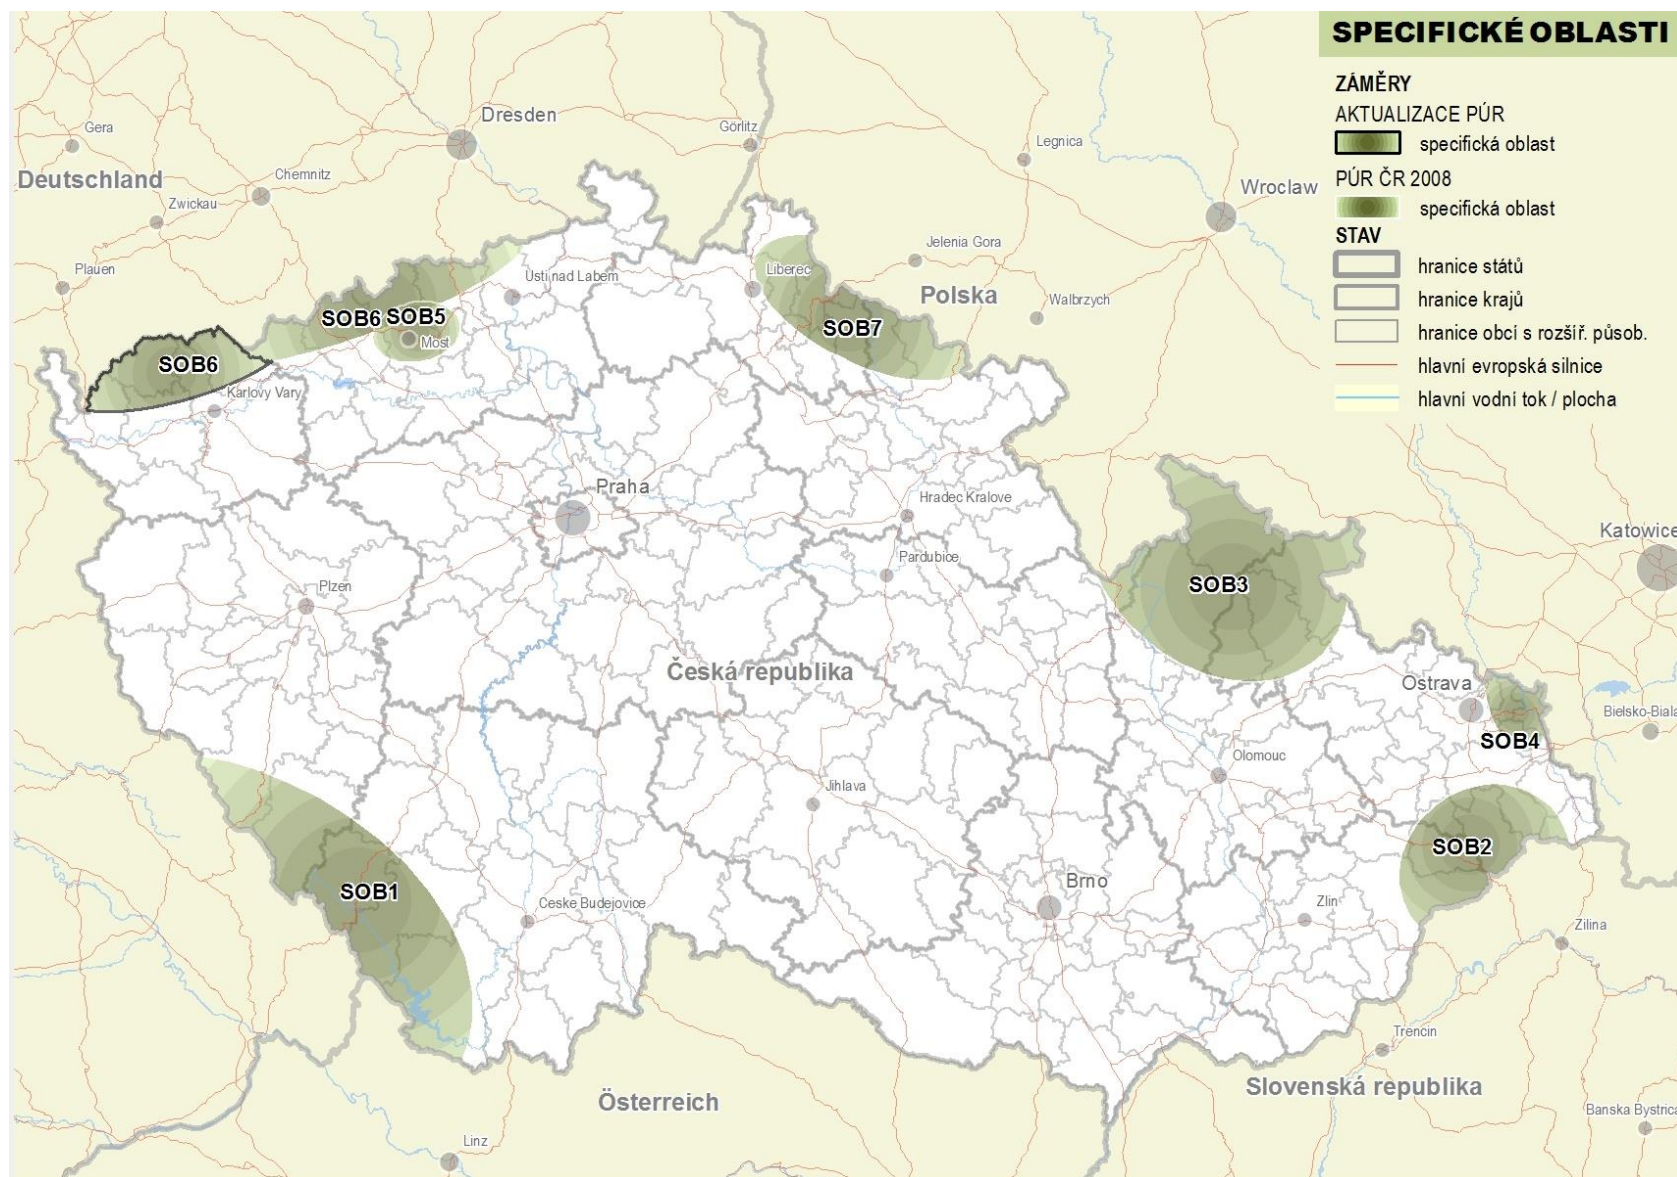 SPECIFICKÉ OBLASTI
ZÁMĚRY
AKTUALIZACE PÚR
specifická oblast
PÚR ČR 2008
specifická oblast
STAV
hranice států
hranice krajů
hranice obcí s rozšíř. působ.
hlavní evropská silnice
hlavní vodní tok / plocha
Dresden
Gera
Görlitz
Legnica
Deutschland
Chemnitz
Wroclaw
Zwickau
Jelenia Gora
Plauen
Usti nad Labem
Liberec
Polska
Walbrzych
SOB6
SOB5
SOB7
Most
SOB6
Karlovy Vary
Praha
Hradec Kralove
Katowice
Pardubice
Plzen
SOB3
Česká republika
Ostrava
Bielsko-Biala
SOB4
Olomouc
Jihlava
SOB2
SOB1
Brno
Ceske Budejovice
Zlin
Zilina
Trencin
Österreich
Slovenská republika
Banska Bystrica
Linz